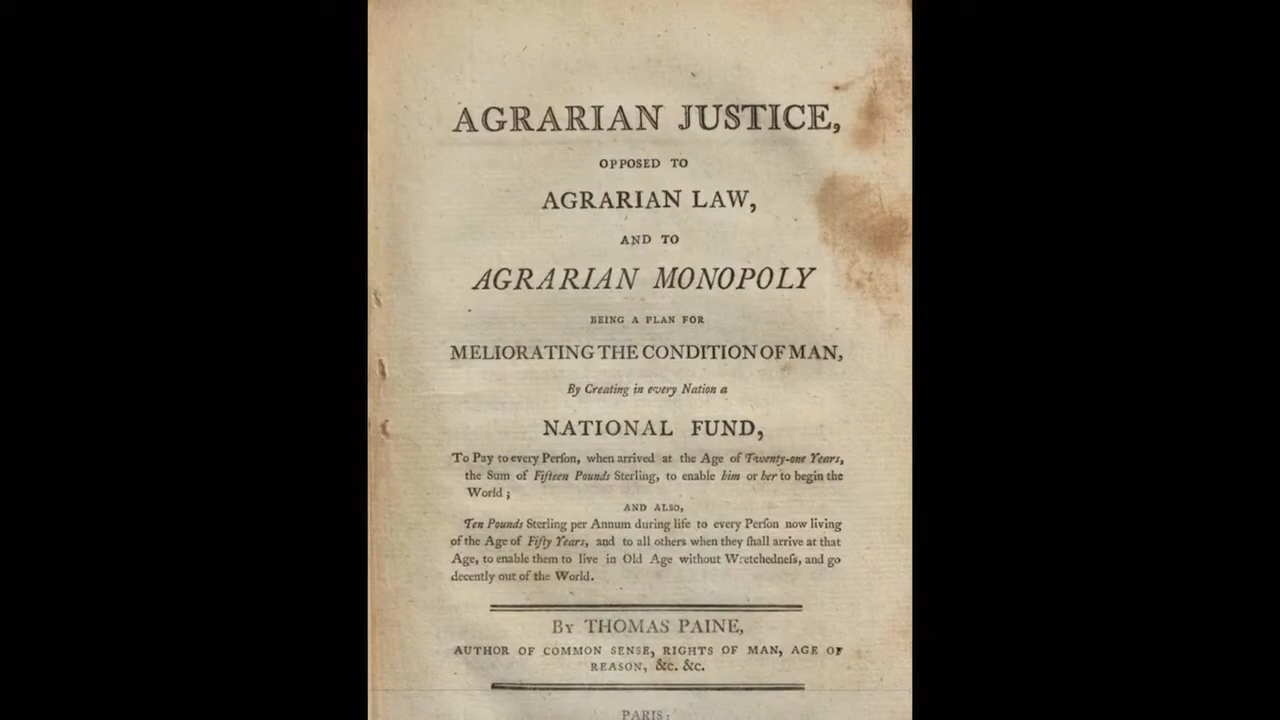 AGRARIAN JUSTICE,
OPPOSED TO
AGRARIAN LAW,
AND TO
AGRARIAN MONOPOLY
BEING A PLAN FOR
MELIORATING THE CONDITION OF MAN,
By Creating in every Nation a
NATIONAL FUND,
To Pay to every Perſon, when arrived at the Age of Twenty-one Years,
the Sum of Fifteen Pounds Sterling, to enable him or her to begin the
World;
AND ALSO,
Ten Pounds Sterling per Annum during life to every Perſon now living
of the Age of Fifty Years, and to all others when they ſhall arrive at that
Age, to enable them to live in Old Age without Wretchedneſs, and go
decently out of the World.
By THOMAS PAINE,
AUTHOR OF COMMON SENSE, RIGHTS OF MAN, AGE OF
REASON, &c. &c.
PARIS: